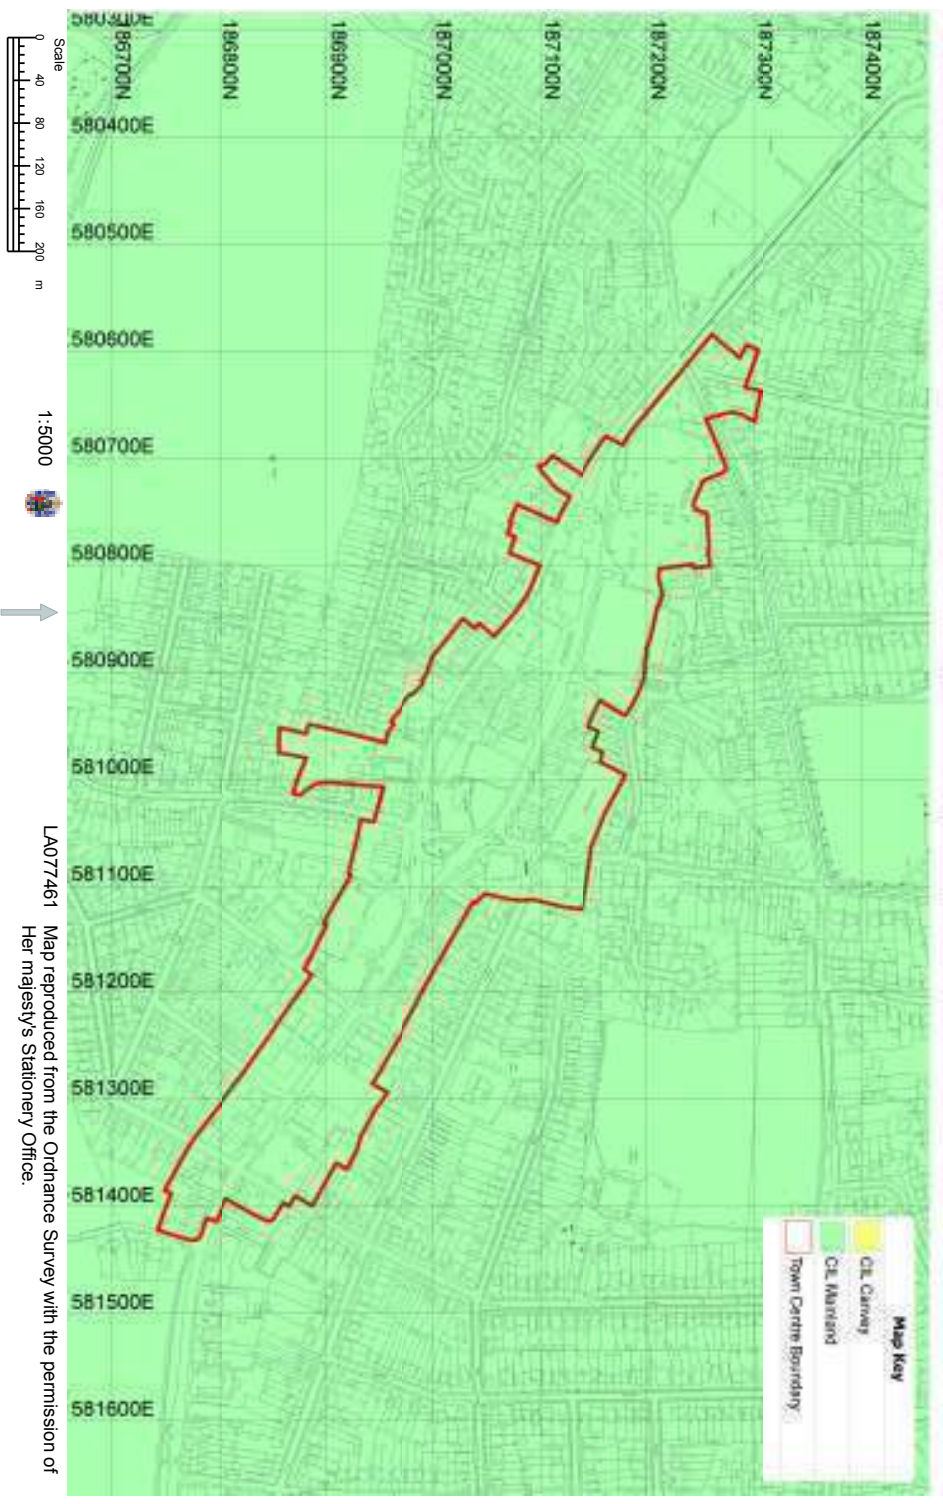 Map Key
CIL Canvey
CIL Mainland
Town Centre Boundary
187400N
187300N
187200N
187100N
187000N
186900N
186800N
186700N
580300E
580400E
580500E
580600E
580700E
580800E
580900E
581000E
581100E
581200E
581300E
581400E
581500E
581600E
Scale
0 40 80 120 160 200 m
1:5000
LA077461 Map reproduced from the Ordnance Survey with the permission of
Her majesty's Stationery Office.